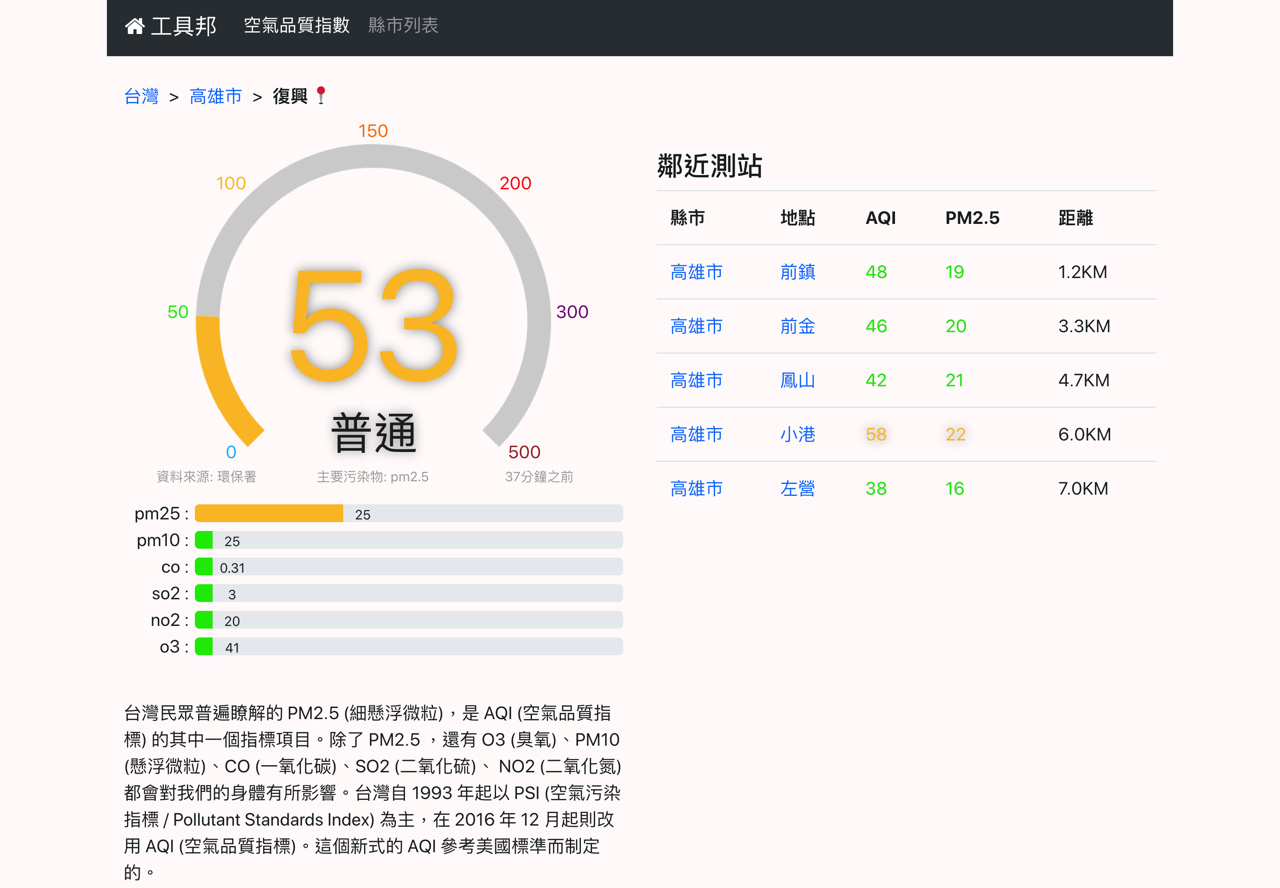 工具邦 空氣品質指數 縣市列表
台灣 > 高雄市 > 復興
150
100
200
50
300
53
普通
0
500
資料來源: 環保署 主要污染物: pm2.5 37分鐘之前
pm25 : 25
pm10 : 25
co : 0.31
so2 : 3
no2 : 20
o3 : 41
台灣民眾普遍瞭解的 PM2.5 (細懸浮微粒)，是 AQI (空氣品質指
標) 的其中一個指標項目。除了 PM2.5 ，還有 O3 (臭氧)、PM10
(懸浮微粒)、CO (一氧化碳)、SO2 (二氧化硫)、 NO2 (二氧化氮)
都會對我們的身體有所影響。台灣自 1993 年起以 PSI (空氣污染
指標 / Pollutant Standards Index) 為主，在 2016 年 12 月起則改
用 AQI (空氣品質指標)。這個新式的 AQI 參考美國標準而制定
的。
鄰近測站
縣市 地點 AQI PM2.5 距離
高雄市 前鎮 48 19 1.2KM
高雄市 前金 46 20 3.3KM
高雄市 鳳山 42 21 4.7KM
高雄市 小港 58 22 6.0KM
高雄市 左營 38 16 7.0KM